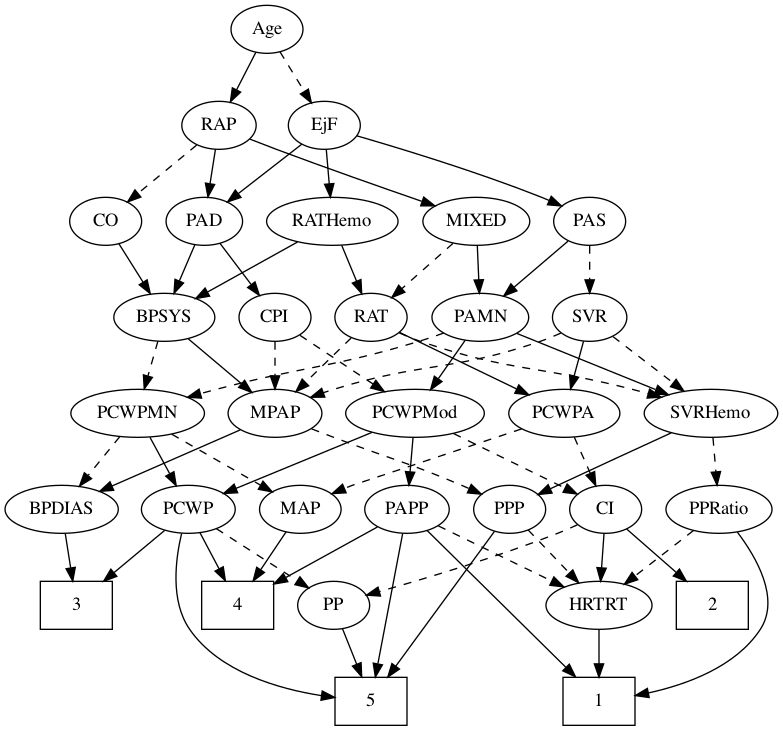 Age
RAP
EjF
CO
PAD
RATHemo
MIXED
PAS
BPSYS
CPI
RAT
PAMN
SVR
PCWPMN
MPAP
PCWPMod
PCWPA
SVRHemo
BPDIAS
PCWP
MAP
PAPP
PPP
CI
PPRatio
3
4
PP
HRTRT
2
5
1